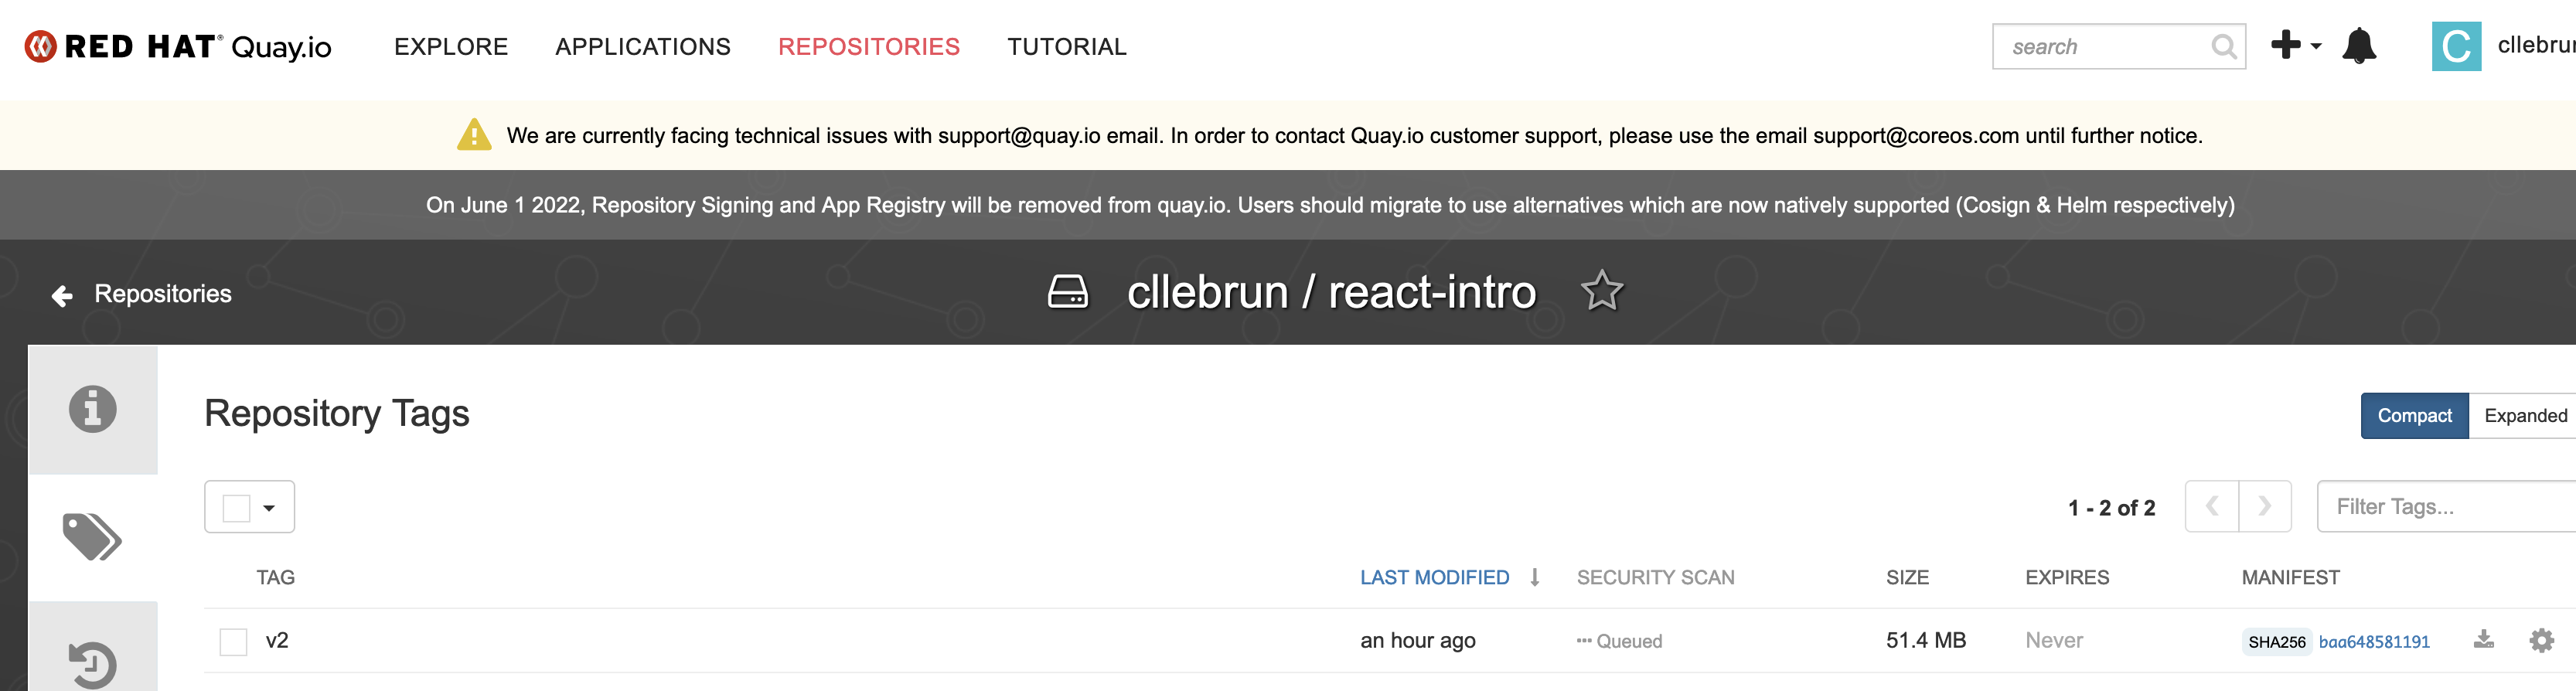 RED HAT® Quay.io EXPLORE APPLICATIONS REPOSITORIES TUTORIAL search C
We are currently facing technical issues with support@quay.io email. In order to contact Quay.io customer support, please use the email support@coreos.com until further notice.
On June 1 2022, Repository Signing and App Registry will be removed from quay.io. Users should migrate to use alternatives which are now natively supported (Cosign & Helm respectively)
Repositories cllebrun / react-intro
Repository Tags Compact Expanded
1 - 2 of 2 Filter Tags...
TAG LAST MODIFIED SECURITY SCAN SIZE EXPIRES MANIFEST
v2 an hour ago Queued 51.4 MB Never SHA256 baa648581191